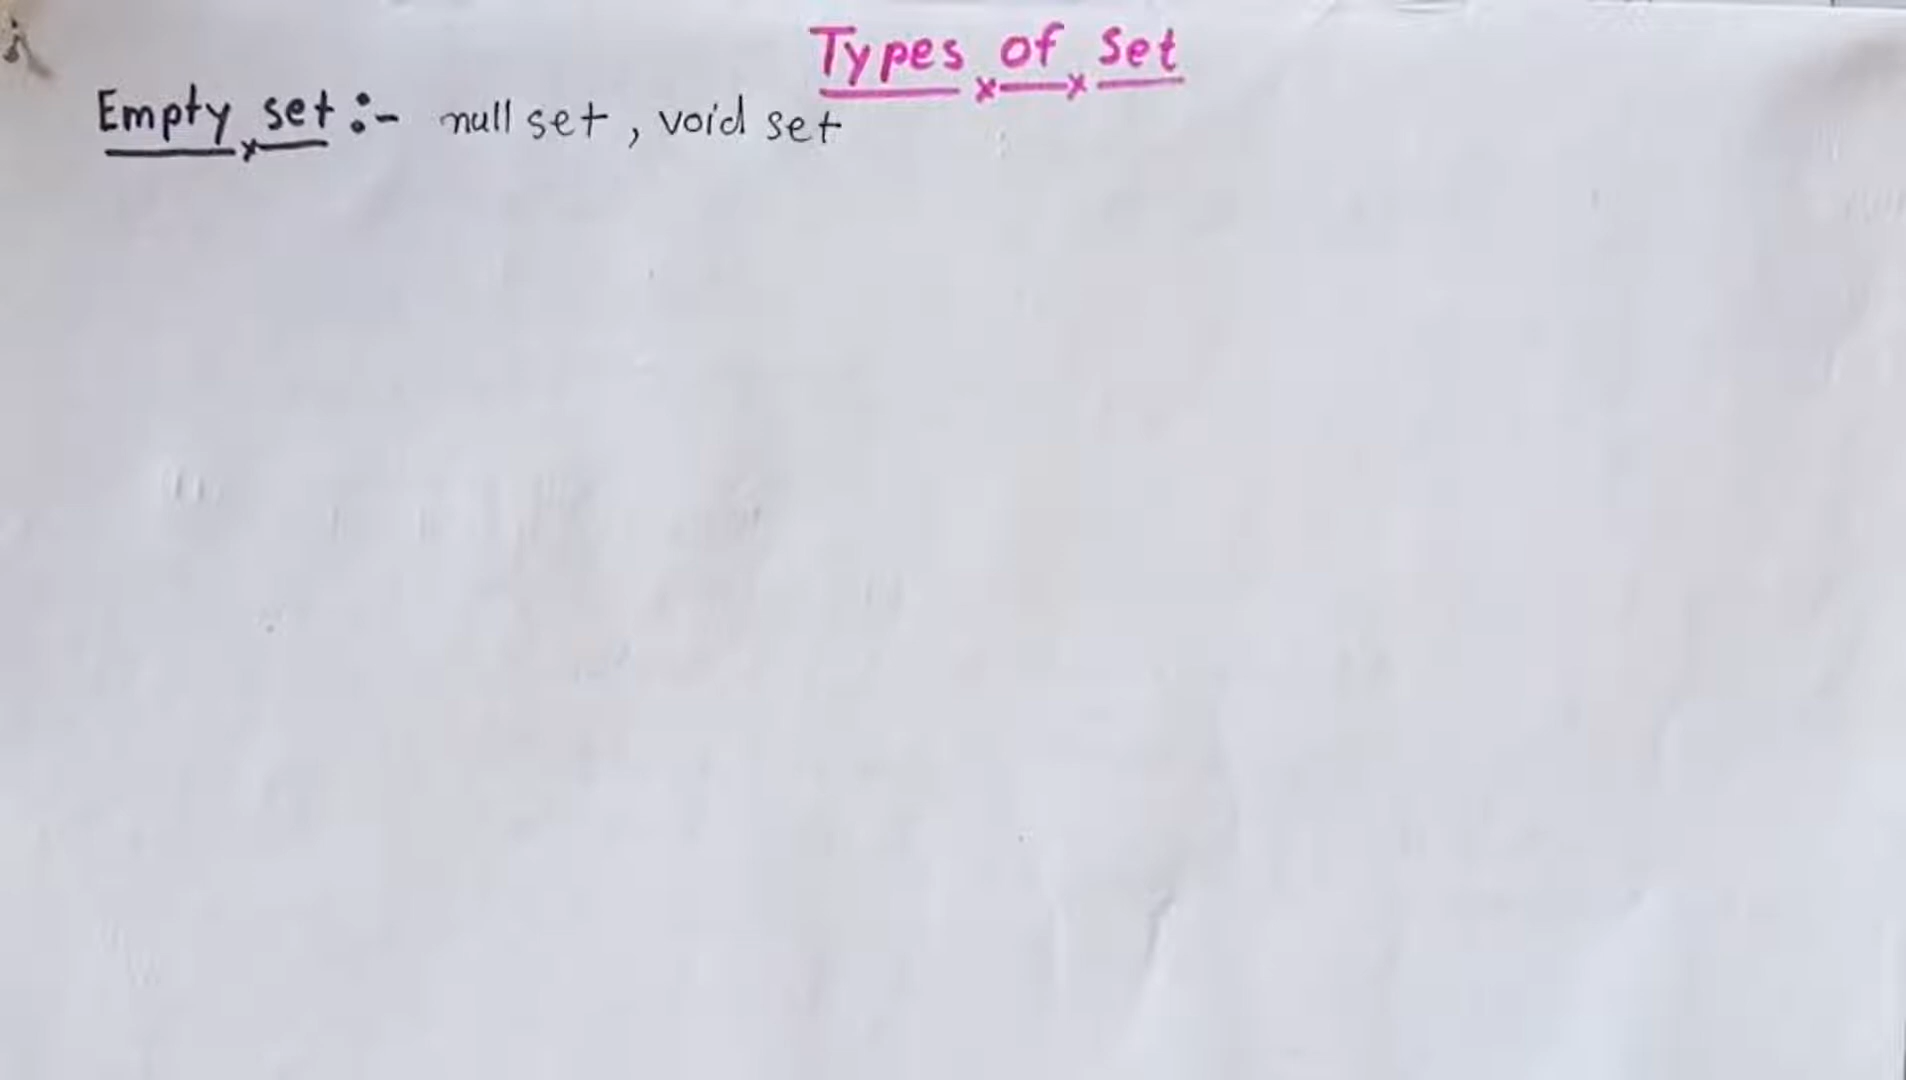 Types of Set
Empty set :- null set , void set